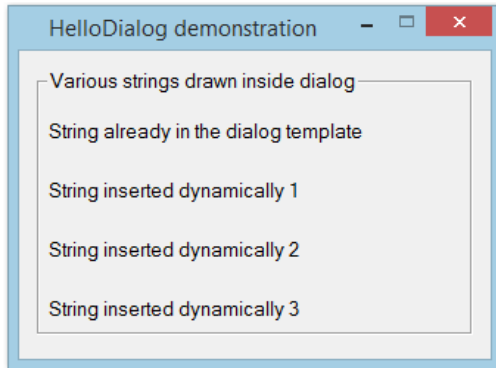 HelloDialog demonstration
Various strings drawn inside dialog
String already in the dialog template
String inserted dynamically 1
String inserted dynamically 2
String inserted dynamically 3